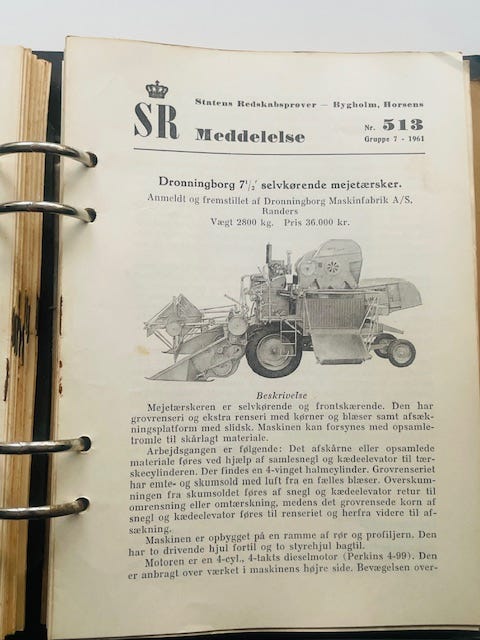 SR
Statens Redskabsprøver — Bygholm, Horsens
Meddelelse
Nr. 513
Gruppe 7 - 1961
Dronningborg 7½' selvkørende mejetærsker.
Anmeldt og fremstillet af Dronningborg Maskinfabrik A/S,
Randers
Vægt 2800 kg. Pris 36.000 kr.
Beskrivelse
Mejetærskeren er selvkørende og frontskærende. Den har
grovrenseri og ekstra renseri med kørner og blæser samt afsæk-
ningsplatform med slidsk. Maskinen kan forsynes med opsamle-
tromle til skårlagt materiale.
Arbejdsgangen er følgende: Det afskårne eller opsamlede
materiale føres ved hjælp af samlesnegl og kædeelevator til tær-
skecylinderen. Der findes en 4-vinget halmcylinder. Grovrenseriet
har emte- og skumsold med luft fra en fælles blæser. Overskum-
ningen fra skumsoldet føres af snegl og kædeelevator retur til
omrensning eller omtærskning, medens det grovrensede korn af
snegl og kædeelevator føres til renseriet og herfra videre til af-
sækning.
Maskinen er opbygget på en ramme af rør og profiljern. Den
har to drivende hjul fortil og to styrehjul bagtil.
Motoren er en 4-cyl., 4-takts dieselmotor (Perkins 4-99). Den
er anbragt over værket i maskinens højre side. Bevægelsen over-